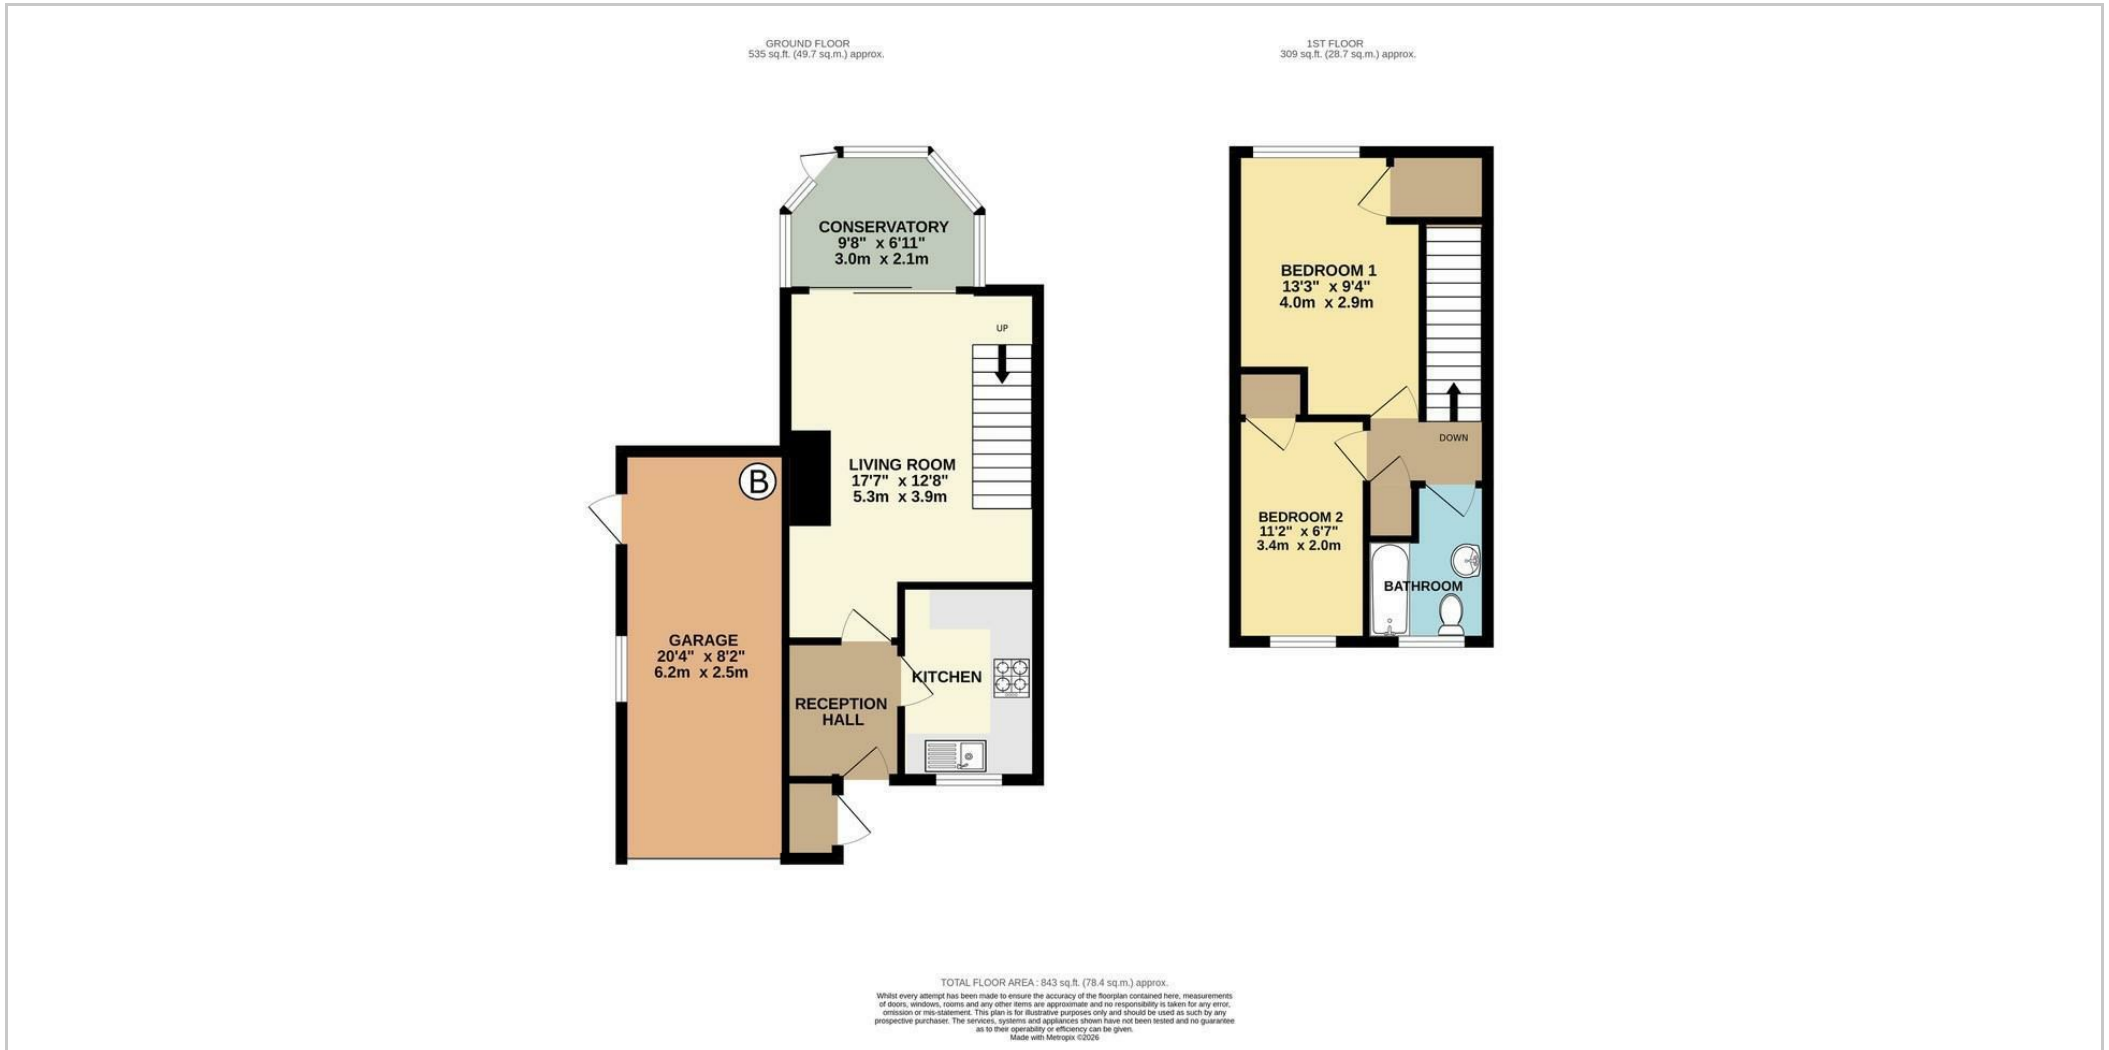 GROUND FLOOR
535 sq.ft. (49.7 sq.m.) approx.
1ST FLOOR
309 sq.ft. (28.7 sq.m.) approx.
CONSERVATORY
9'8" x 6'11"
3.0m x 2.1m
UP
LIVING ROOM
17'7" x 12'8"
5.3m x 3.9m
B
GARAGE
20'4" x 8'2"
6.2m x 2.5m
KITCHEN
RECEPTION
HALL
BEDROOM 1
13'3" x 9'4"
4.0m x 2.9m
DOWN
BEDROOM 2
11'2" x 6'7"
3.4m x 2.0m
BATHROOM
TOTAL FLOOR AREA : 843 sq.ft. (78.4 sq.m.) approx.
Whilst every attempt has been made to ensure the accuracy of the floorplan contained here, measurements
of doors, windows, rooms and any other items are approximate and no responsibility is taken for any error,
omission or mis-statement. This plan is for illustrative purposes only and should be used as such by any
prospective purchaser. The services, systems and appliances shown have not been tested and no guarantee
as to their operability or efficiency can be given.
Made with Metropix ©2026